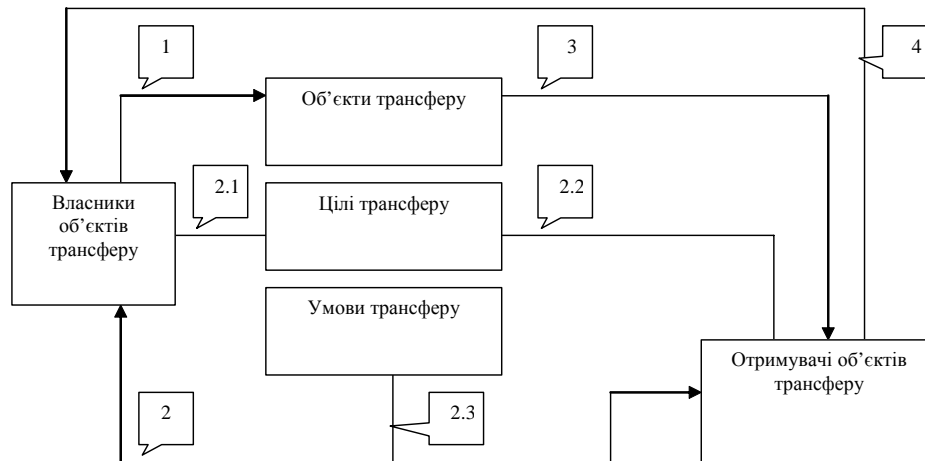 1
3
4
Об’єкти трансферу
2.1
2.2
Власники
об’єктів
трансферу
Цілі трансферу
Умови трансферу
Отримувачі об’єктів
трансферу
2
2.3